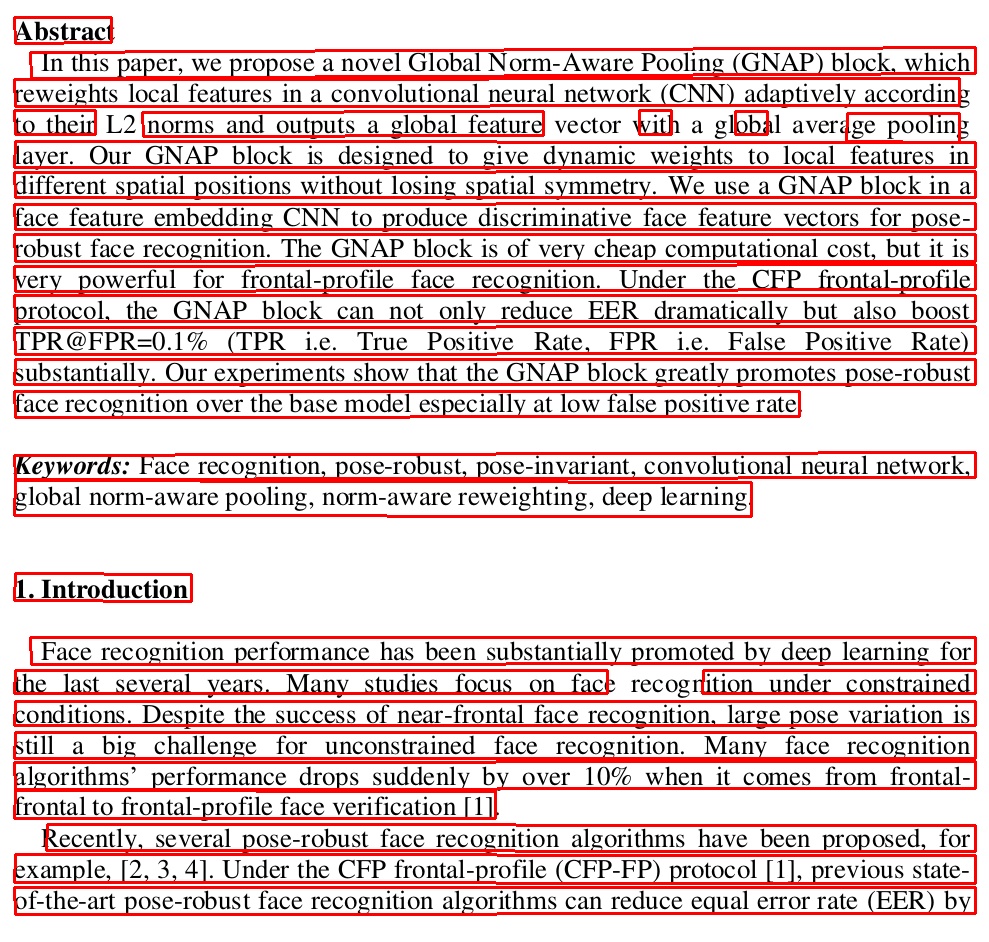 Abstract
In this paper, we propose a novel Global Norm-Aware Pooling (GNAP) block, which
reweights local features in a convolutional neural network (CNN) adaptively according
to their L2 norms and outputs a global feature vector with a global average pooling
layer. Our GNAP block is designed to give dynamic weights to local features in
different spatial positions without losing spatial symmetry. We use a GNAP block in a
face feature embedding CNN to produce discriminative face feature vectors for pose-
robust face recognition. The GNAP block is of very cheap computational cost, but it is
very powerful for frontal-profile face recognition. Under the CFP frontal-profile
protocol, the GNAP block can not only reduce EER dramatically but also boost
TPR@FPR=0.1% (TPR i.e. True Positive Rate, FPR i.e. False Positive Rate)
substantially. Our experiments show that the GNAP block greatly promotes pose-robust
face recognition over the base model especially at low false positive rate.
Keywords: Face recognition, pose-robust, pose-invariant, convolutional neural network,
global norm-aware pooling, norm-aware reweighting, deep learning.
1. Introduction
Face recognition performance has been substantially promoted by deep learning for
the last several years. Many studies focus on face recognition under constrained
conditions. Despite the success of near-frontal face recognition, large pose variation is
still a big challenge for unconstrained face recognition. Many face recognition
algorithms’ performance drops suddenly by over 10% when it comes from frontal-
frontal to frontal-profile face verification [1].
Recently, several pose-robust face recognition algorithms have been proposed, for
example, [2, 3, 4]. Under the CFP frontal-profile (CFP-FP) protocol [1], previous state-
of-the-art pose-robust face recognition algorithms can reduce equal error rate (EER) by